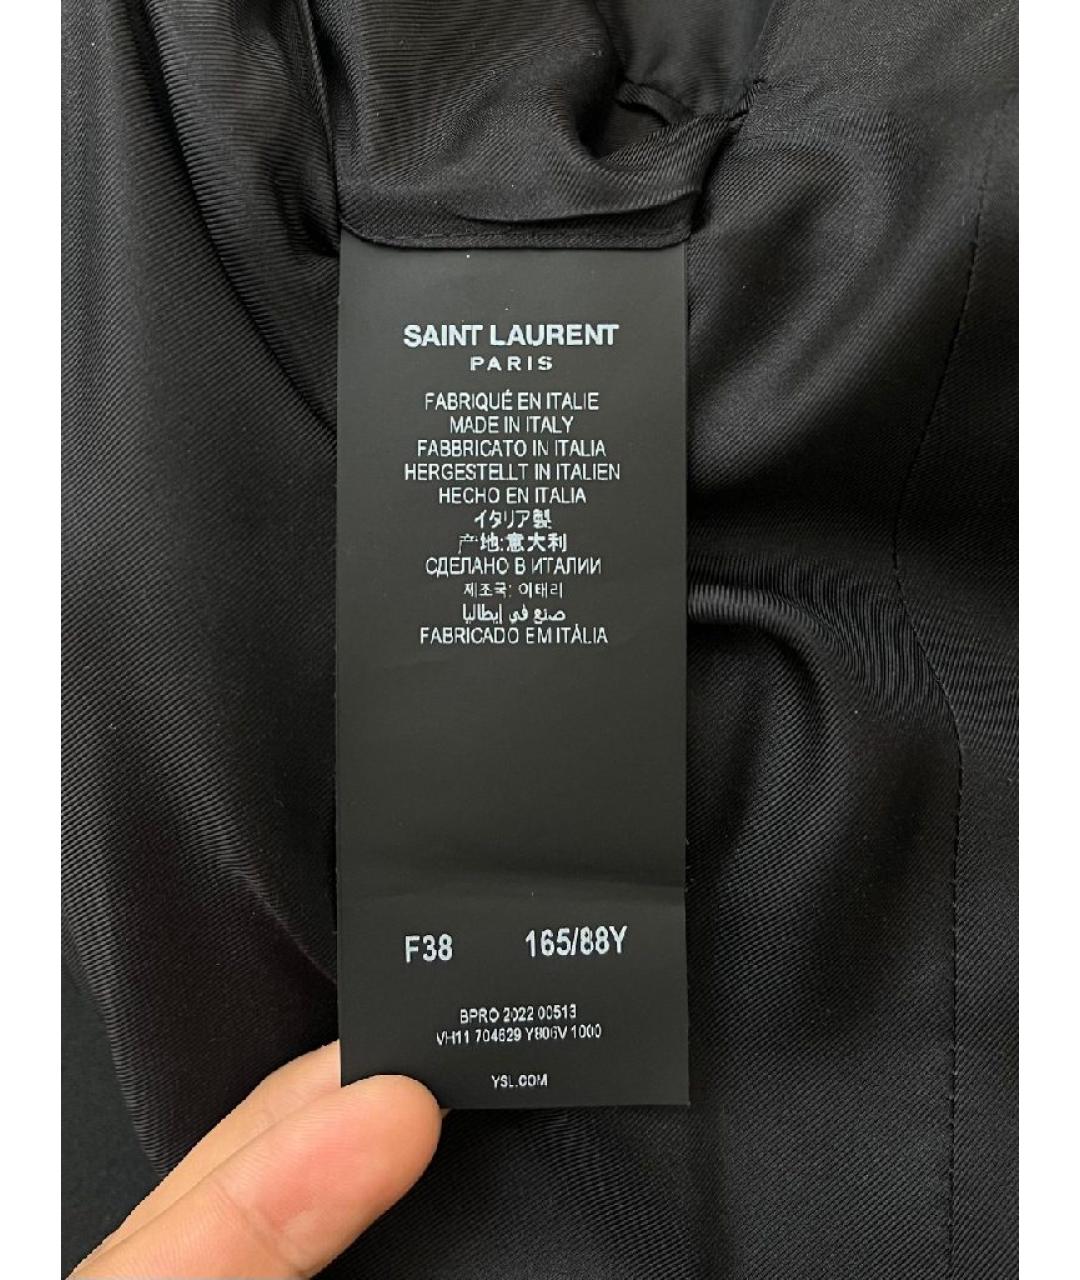 SAINT LAURENT
PARIS
FABRIQUÉ EN ITALIE
MADE IN ITALY
FABBRICATO IN ITALIA
HERGESTELLT IN ITALIEN
HECHO EN ITALIA
イタリア製
产地:意大利
СДЕЛАНО В ИТАЛИИ
제조국: 이태리
صنع في إيطاليا
FABRICADO EM ITÁLIA
F38 165/88Y
BPRO 2022 00513
VH11 704629 Y806V 1000
YSL.COM